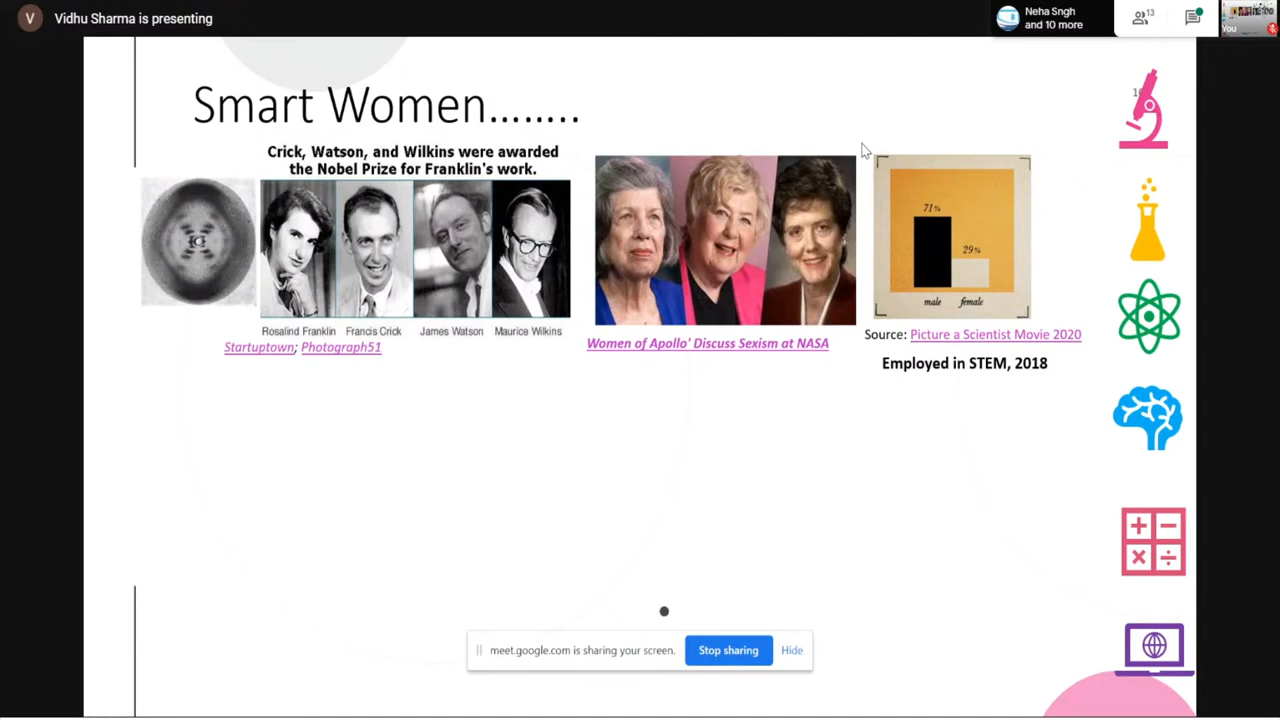 V Vidhu Sharma is presenting
Neha Sngh
and 10 more
13
You
Smart Women........
Crick, Watson, and Wilkins were awarded
the Nobel Prize for Franklin's work.
Rosalind Franklin Francis Crick James Watson Maurice Wilkins
Startuptown; Photograph51
Women of Apollo' Discuss Sexism at NASA
71%
29%
male female
Source: Picture a Scientist Movie 2020
Employed in STEM, 2018
meet.google.com is sharing your screen. Stop sharing Hide